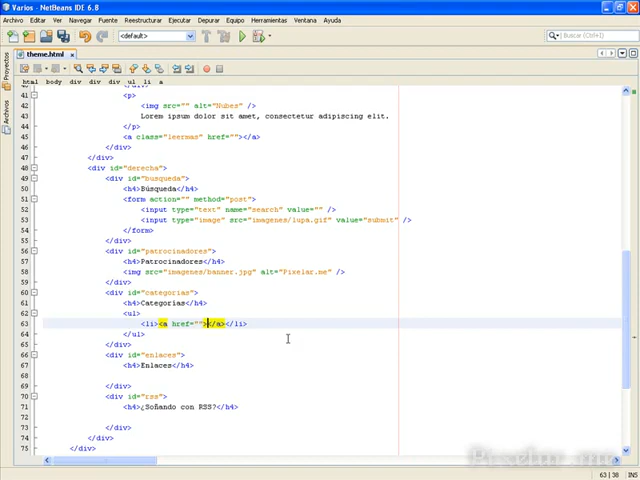 Varios - NetBeans IDE 6.8
Archivo Editar Ver Navegar Fuente Reestructurar Ejecutar Depurar Equipo Herramientas Ventana Ayuda
<default>
Buscar (Ctrl+I)
theme.html
html body div div div ul li a
Proyectos
Archivos
40 </div>
41 <p>
42 <img src="" alt="Nubes" />
43 Lorem ipsum dolor sit amet, consectetur adipiscing elit.
44 </p>
45 <a class="leermas" href=""></a>
46 </div>
47 </div>
48 <div id="derecha">
49 <div id="busqueda">
50 <h4>Búsqueda</h4>
51 <form action="" method="post">
52 <input type="text" name="search" value="" />
53 <input type="image" src="imagenes/lupa.gif" value="submit" />
54 </form>
55 </div>
56 <div id="patrocinadores">
57 <h4>Patrocinadores</h4>
58 <img src="imagenes/banner.jpg" alt="Pixelar.me" />
59 </div>
60 <div id="categorias">
61 <h4>Categorías</h4>
62 <ul>
63 <li><a href=""></a></li>
64 </ul>
65 </div>
66 <div id="enlaces">
67 <h4>Enlaces</h4>
68
69 </div>
70 <div id="rss">
71 <h4>¿Soñando con RSS?</h4>
72
73 </div>
74 </div>
75 </div>
Pixelar.me
63 | 38 INS